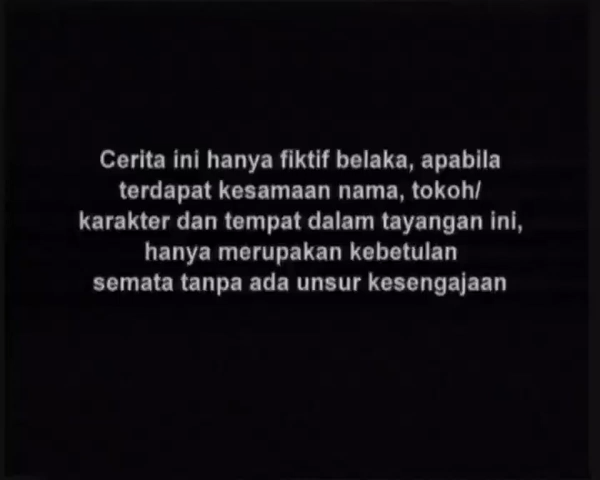 Cerita ini hanya fiktif belaka, apabila
terdapat kesamaan nama, tokoh/
karakter dan tempat dalam tayangan ini,
hanya merupakan kebetulan
semata tanpa ada unsur kesengajaan